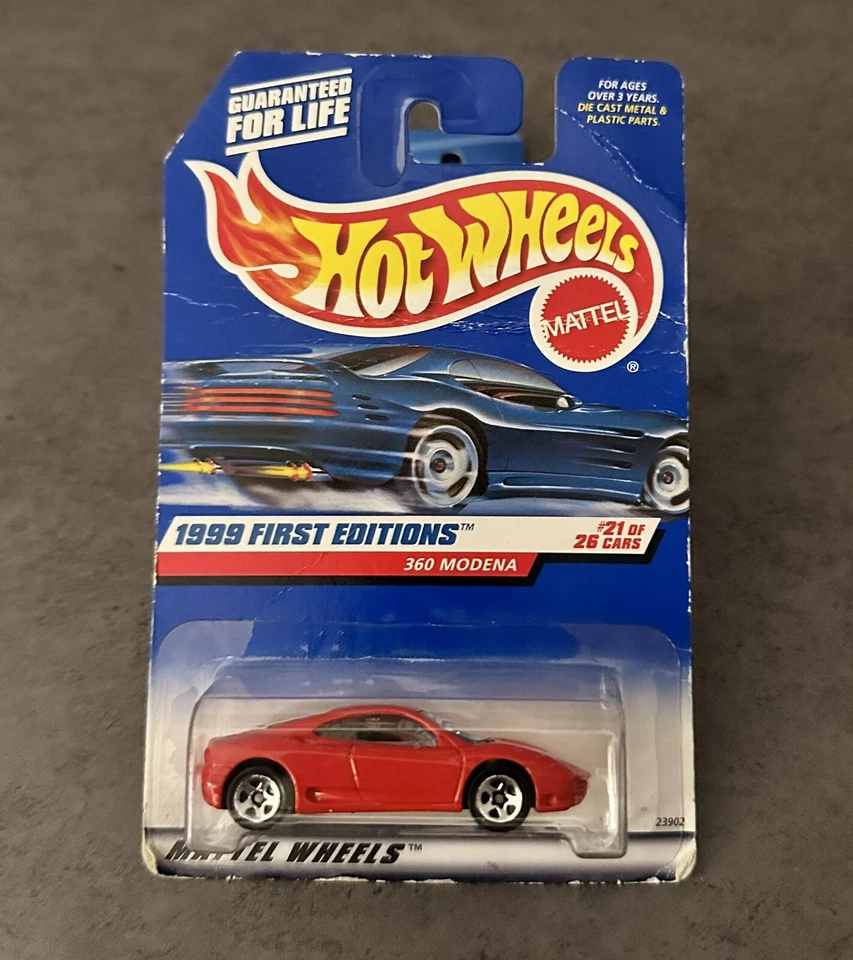 GUARANTEED
FOR LIFE
FOR AGES
OVER 3 YEARS.
DIE CAST METAL &
PLASTIC PARTS.
HOT WHEELS
MATTEL
®
1999 FIRST EDITIONS™
#21 OF
26 CARS
360 MODENA
23902
MATTEL WHEELS™